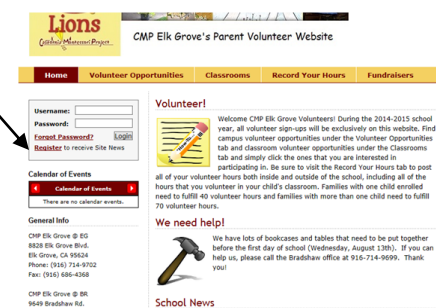 Lions
California Montessori Project
CMP Elk Grove's Parent Volunteer Website
Home Volunteer Opportunities Classrooms Record Your Hours Fundraisers
Username:
Password:
Forgot Password? Login
Register to receive Site News
Calendar of Events
Calendar of Events
There are no calendar events.
General Info
CMP Elk Grove @ EG
8828 Elk Grove Blvd.
Elk Grove, CA 95624
Phone: (916) 714-9702
Fax: (916) 686-4368
CMP Elk Grove @ BR
9649 Bradshaw Rd.
Volunteer!
Welcome CMP Elk Grove Volunteers! During the 2014-2015 school
year, all volunteer sign-ups will be exclusively on this website. Find
campus volunteer opportunities under the Volunteer Opportunities
tab and classroom volunteer opportunities under the Classrooms
tab and simply click the ones that you are interested in
participating in. Be sure to visit the Record Your Hours tab to post
all of your volunteer hours both inside and outside of the school, including all of the
hours that you volunteer in your child's classroom. Families with one child enrolled
need to fulfill 40 volunteer hours and families with more than one child need to fulfill
70 volunteer hours.
We need help!
We have lots of bookcases and tables that need to be put together
before the first day of school (Wednesday, August 13th). If you can
help us, please call the Bradshaw office at 916-714-9699. Thank
you!
School News